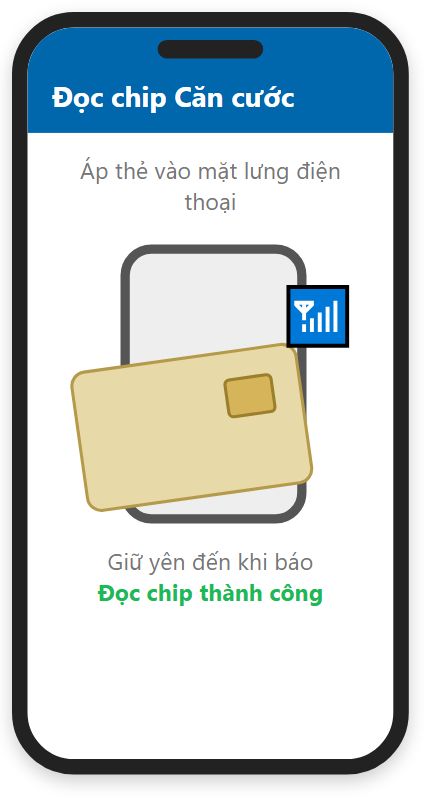 Đọc chip Căn cước
Áp thẻ vào mặt lưng điện
thoại
Giữ yên đến khi báo
Đọc chip thành công